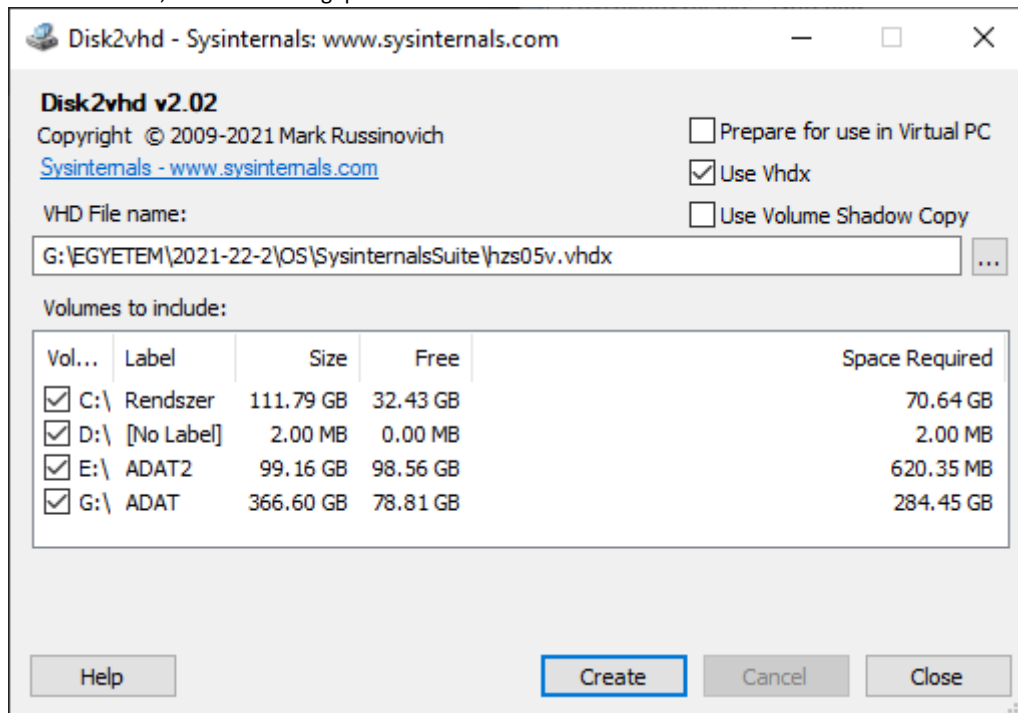 Disk2vhd - Sysinternals: www.sysinternals.com
Disk2vhd v2.02
Copyright © 2009-2021 Mark Russinovich
Sysinternals - www.sysinternals.com
Prepare for use in Virtual PC
Use Vhdx
Use Volume Shadow Copy
VHD File name:
G:\EGYETEM\2021-22-2\OS\SysinternalsSuite\hzs05v.vhdx
...
Volumes to include:
Vol... Label Size Free Space Required
C:\ Rendszer 111.79 GB 32.43 GB 70.64 GB
D:\ [No Label] 2.00 MB 0.00 MB 2.00 MB
E:\ ADAT2 99.16 GB 98.56 GB 620.35 MB
G:\ ADAT 366.60 GB 78.81 GB 284.45 GB
Help Create Cancel Close